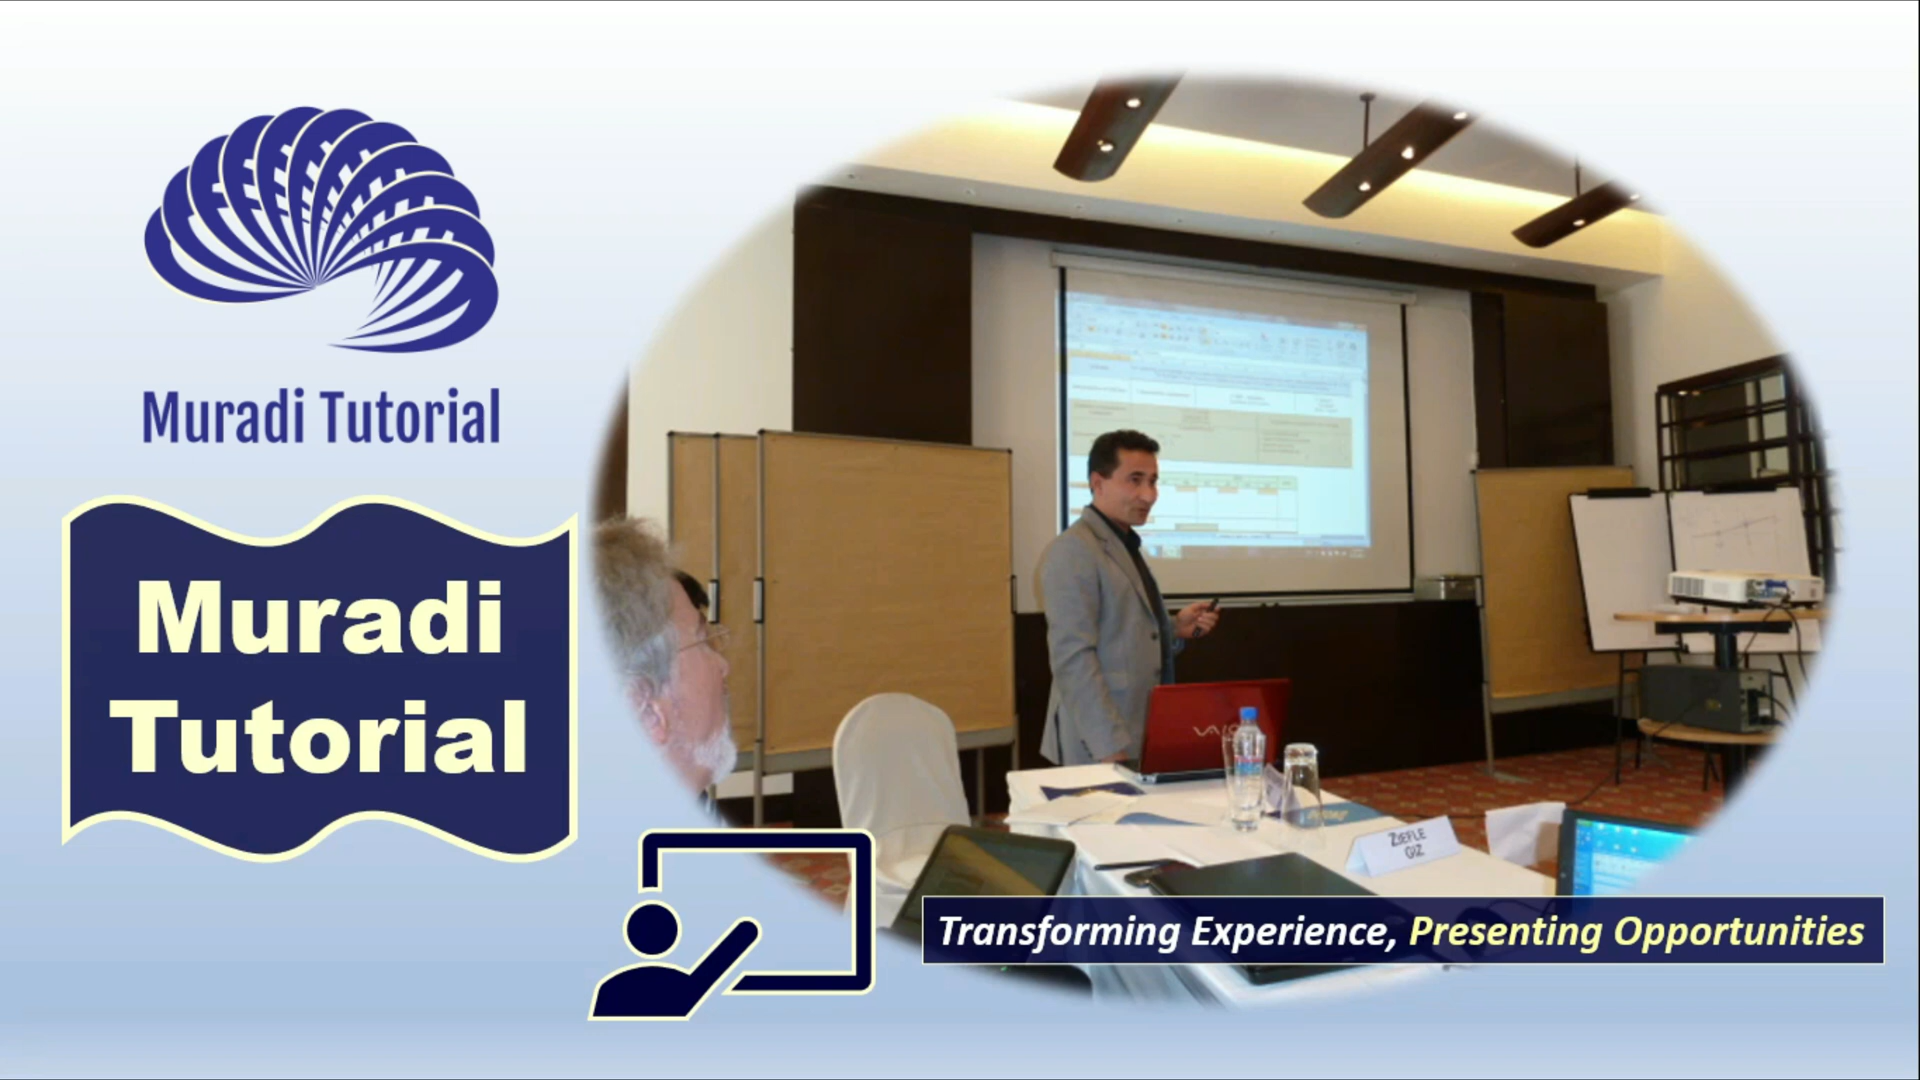 Muradi Tutorial
Muradi
Tutorial
VAIO
ZIEFLE
GIZ
Transforming Experience, Presenting Opportunities